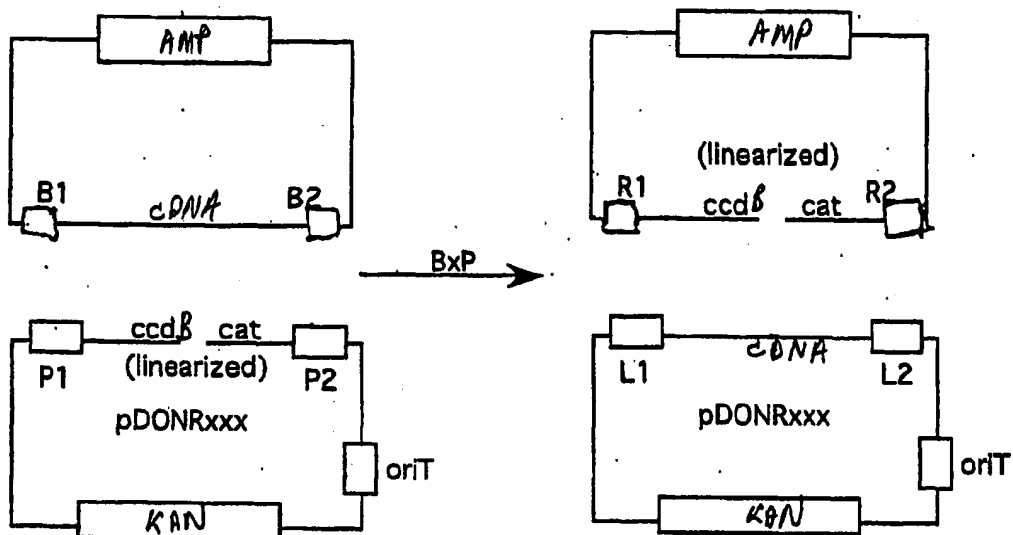 AMP
B1
cDNA
B2
AMP
(linearized)
R1
ccdB
cat
R2
BxP
P1
ccdB
cat
(linearized)
P2
pDONRxxx
oriT
KAN
L1
cDNA
L2
pDONRxxx
oriT
KAN